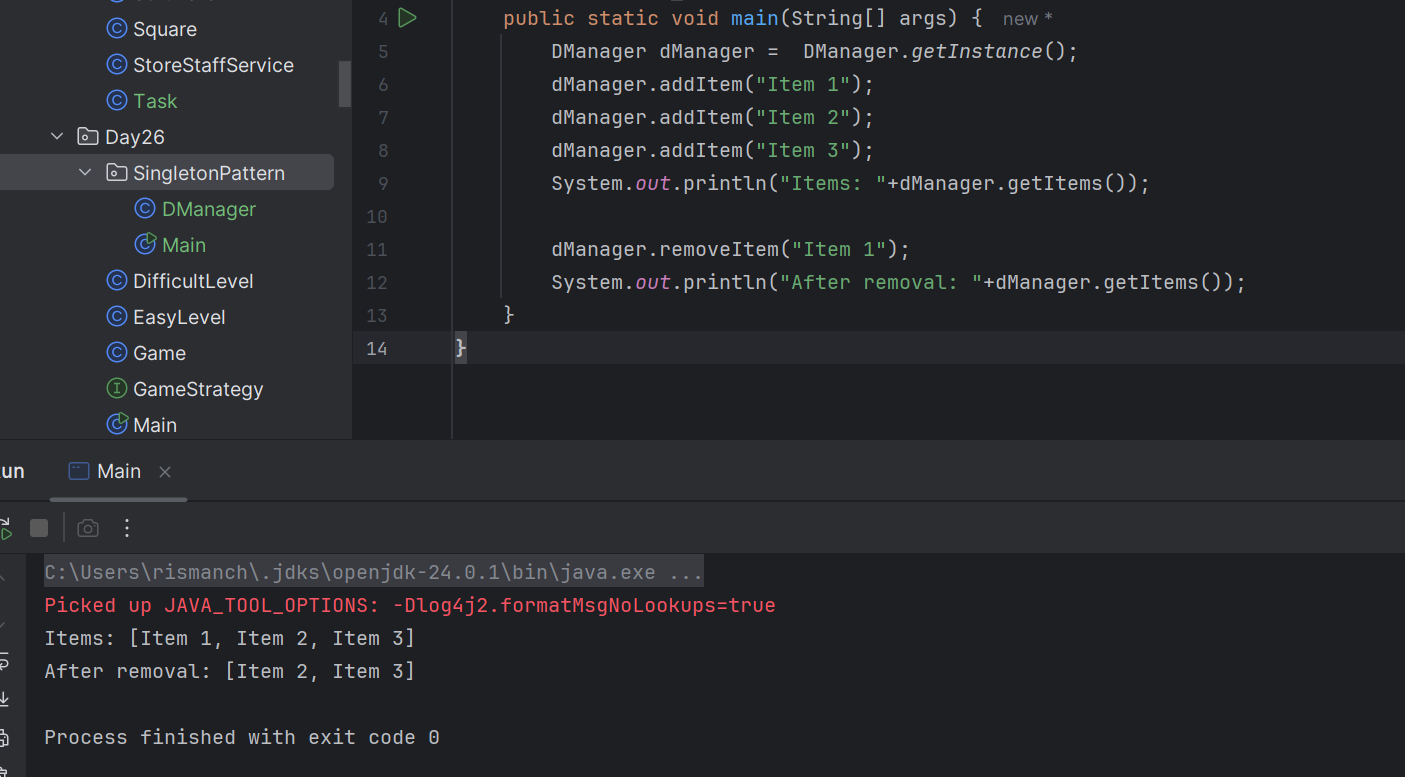 Square
StoreStaffService
Task
Day26
SingletonPattern
DManager
Main
DifficultLevel
EasyLevel
Game
GameStrategy
Main
4 public static void main(String[] args) { new *
5 DManager dManager =  DManager.getInstance();
6 dManager.addItem("Item 1");
7 dManager.addItem("Item 2");
8 dManager.addItem("Item 3");
9 System.out.println("Items: "+dManager.getItems());
10
11 dManager.removeItem("Item 1");
12 System.out.println("After removal: "+dManager.getItems());
13 }
14 }
un Main
C:\Users\rismanch\.jdks\openjdk-24.0.1\bin\java.exe ...
Picked up JAVA_TOOL_OPTIONS: -Dlog4j2.formatMsgNoLookups=true
Items: [Item 1, Item 2, Item 3]
After removal: [Item 2, Item 3]
Process finished with exit code 0